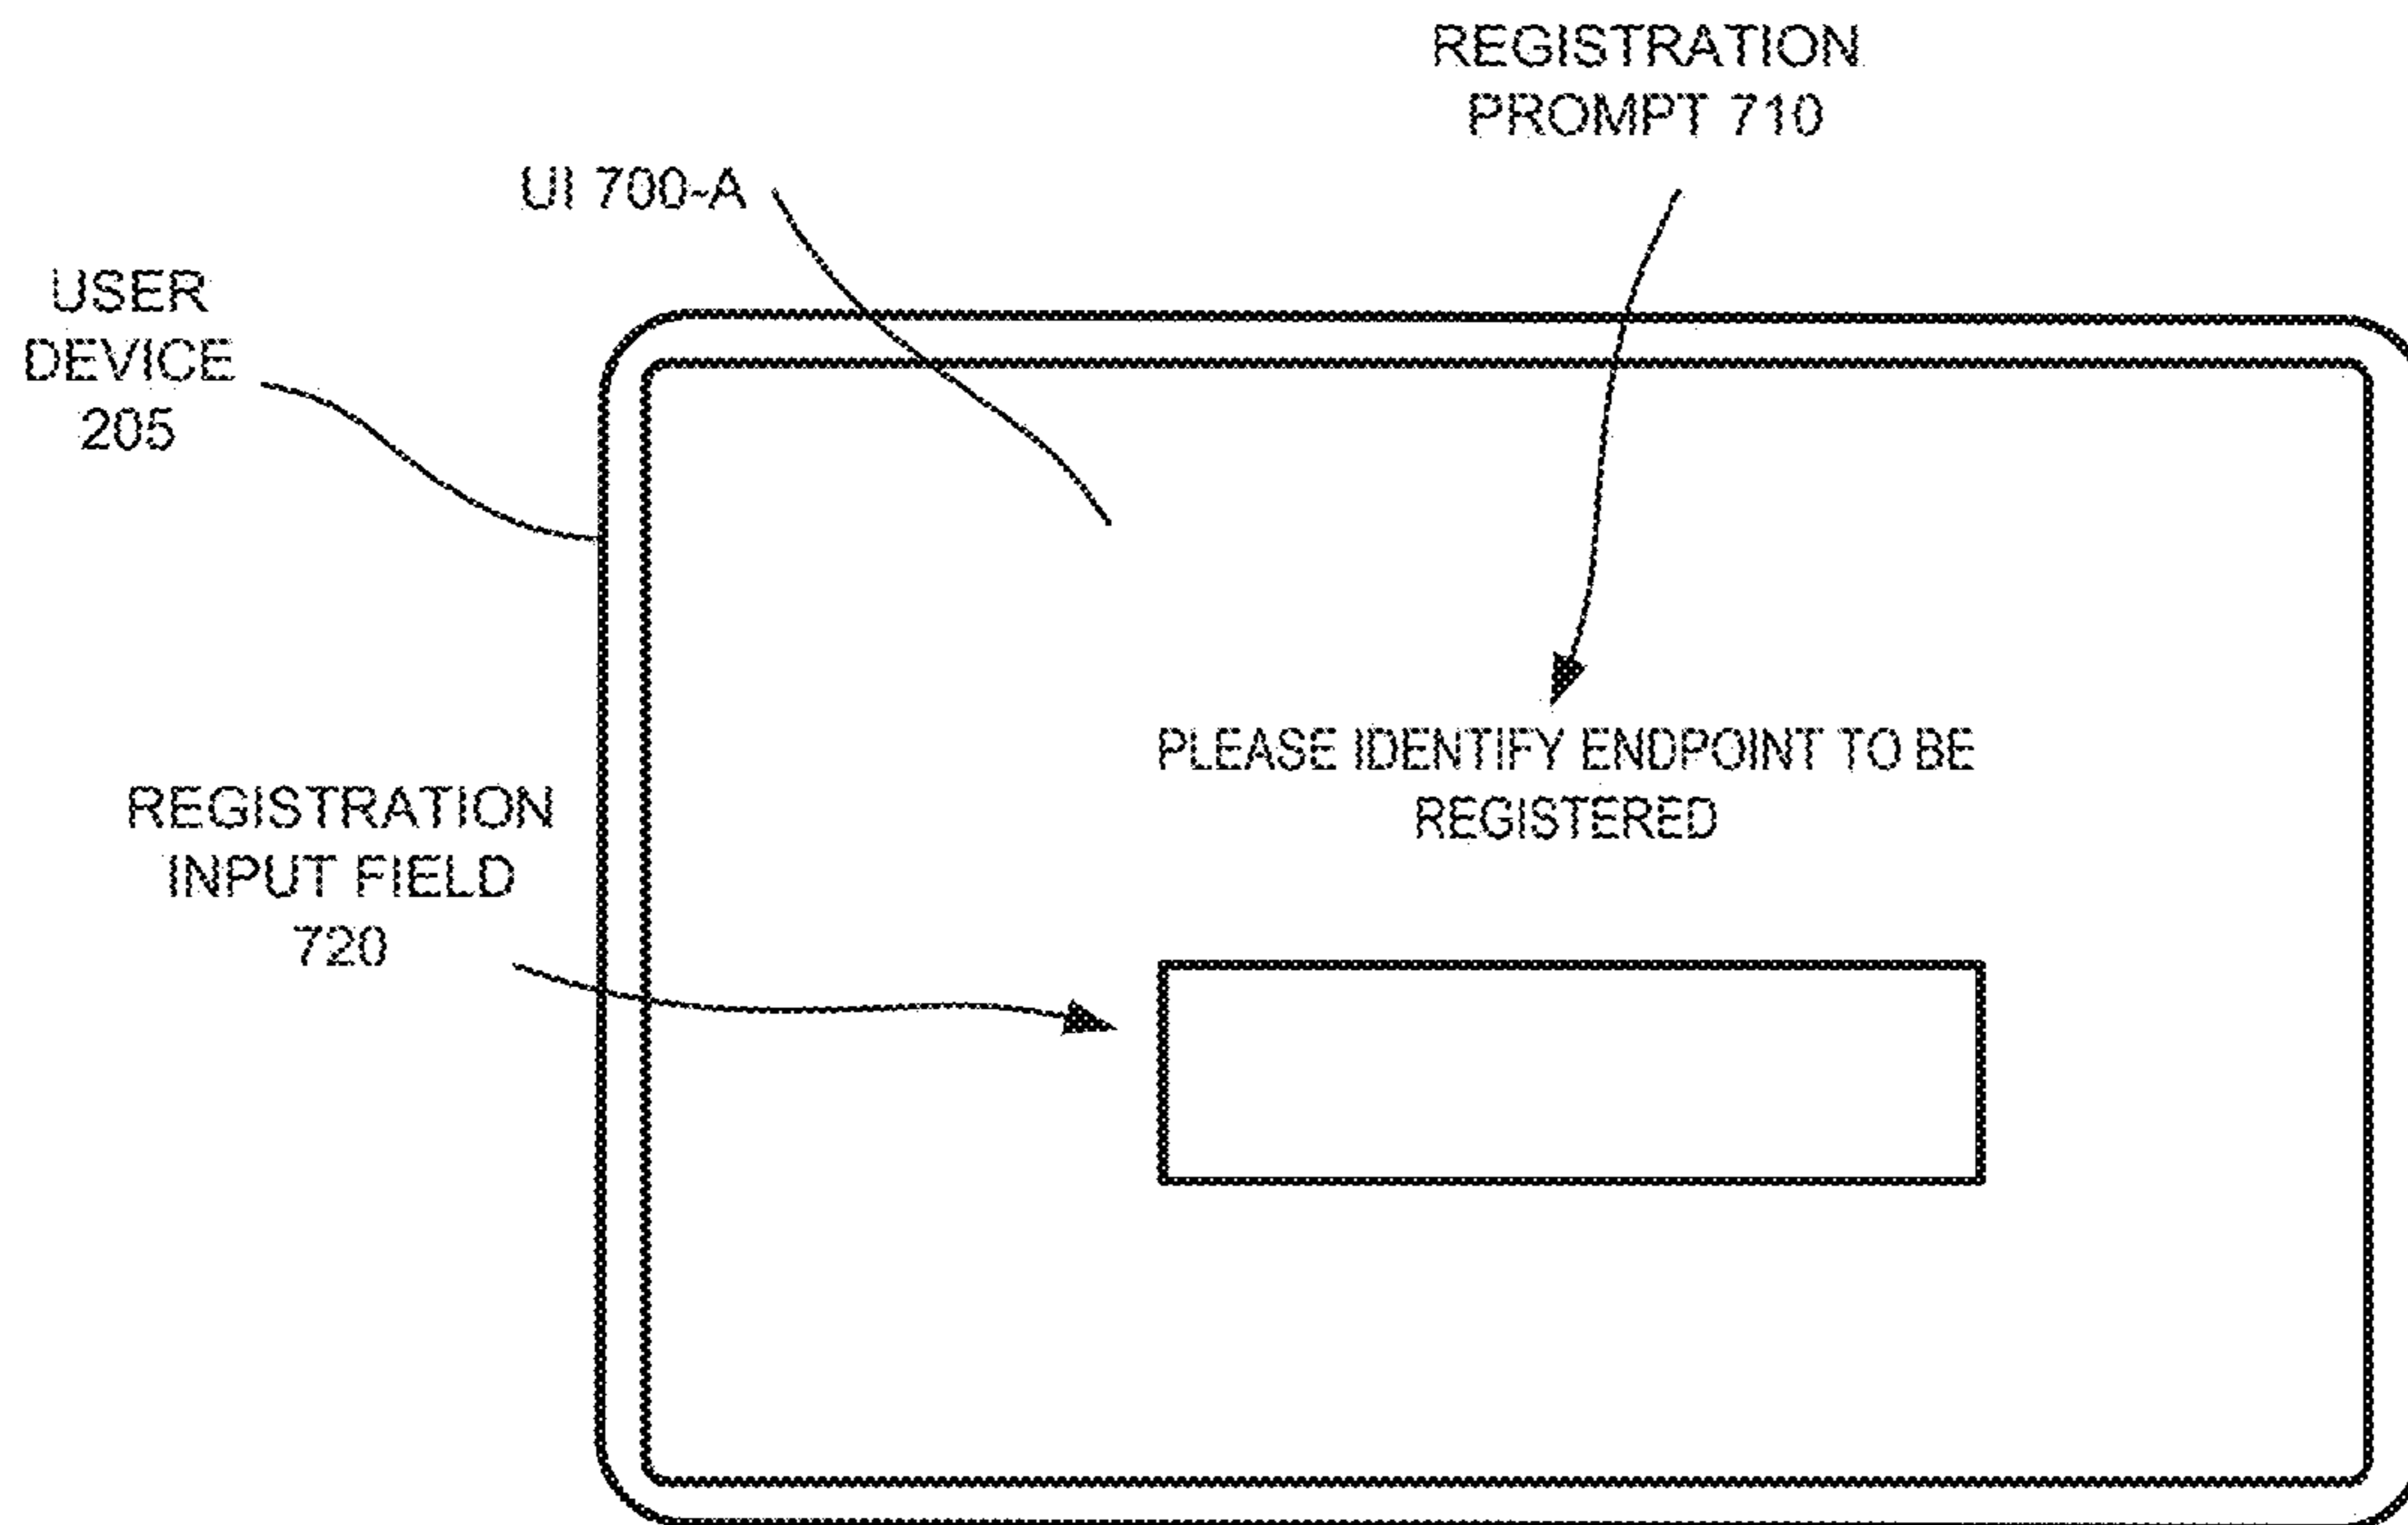 REGISTRATION
PROMPT 710
UI 700-A
USER
DEVICE
205
PLEASE IDENTIFY ENDPOINT TO BE
REGISTERED
REGISTRATION
INPUT FIELD
720